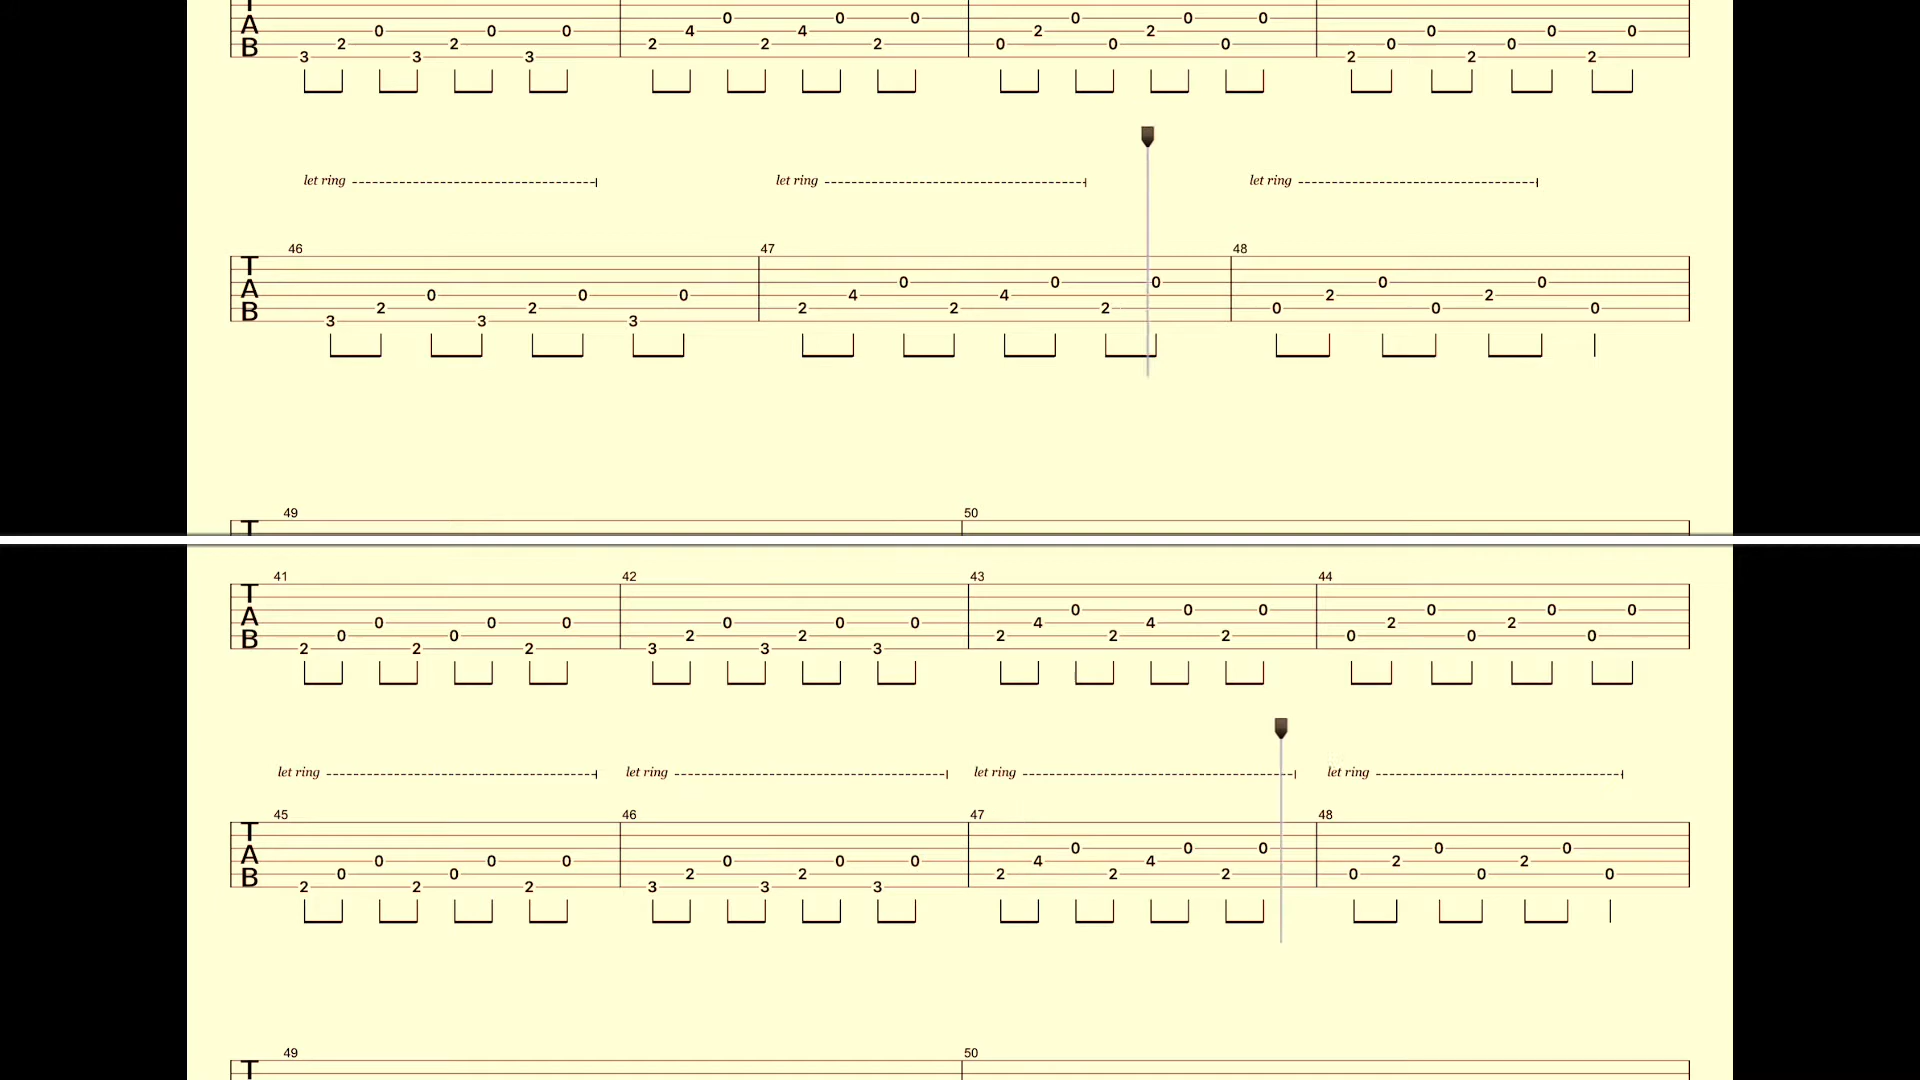 T
A 0 0 0 4 0 4 0 0 2 0 2 0 0 0 0 0
B 3 2 3 2 3 2 2 2 0 0 0 2 0 2 0 2
let ring let ring let ring
46 47 48
T
A 0 0 0 4 0 4 0 0 2 0 2 0
B 3 2 3 2 3 2 2 2 0 0 0
49 50
T
41 42 43 44
T
A 0 0 0 0 0 0 4 0 4 0 0 2 0 2 0 0
B 2 0 2 0 2 3 2 3 2 3 2 2 2 0 0 0
let ring let ring let ring let ring
45 46 47 48
T
A 0 0 0 0 0 0 4 0 4 0 0 2 0 2 0
B 2 0 2 0 2 3 2 3 2 3 2 2 2 0 0 0
49 50
T